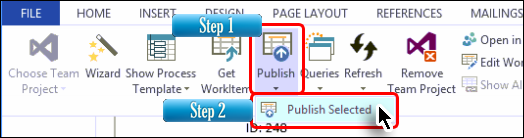 FILE HOME INSERT DESIGN PAGE LAYOUT REFERENCES MAILINGS
Step 1
Choose Team Project
Wizard
Show Process Template
Get WorkItem
Publish
Queries
Refresh
Remove Team Project
Open in
Edit Wor
Show Al
Step 2
Publish Selected
ID: 248